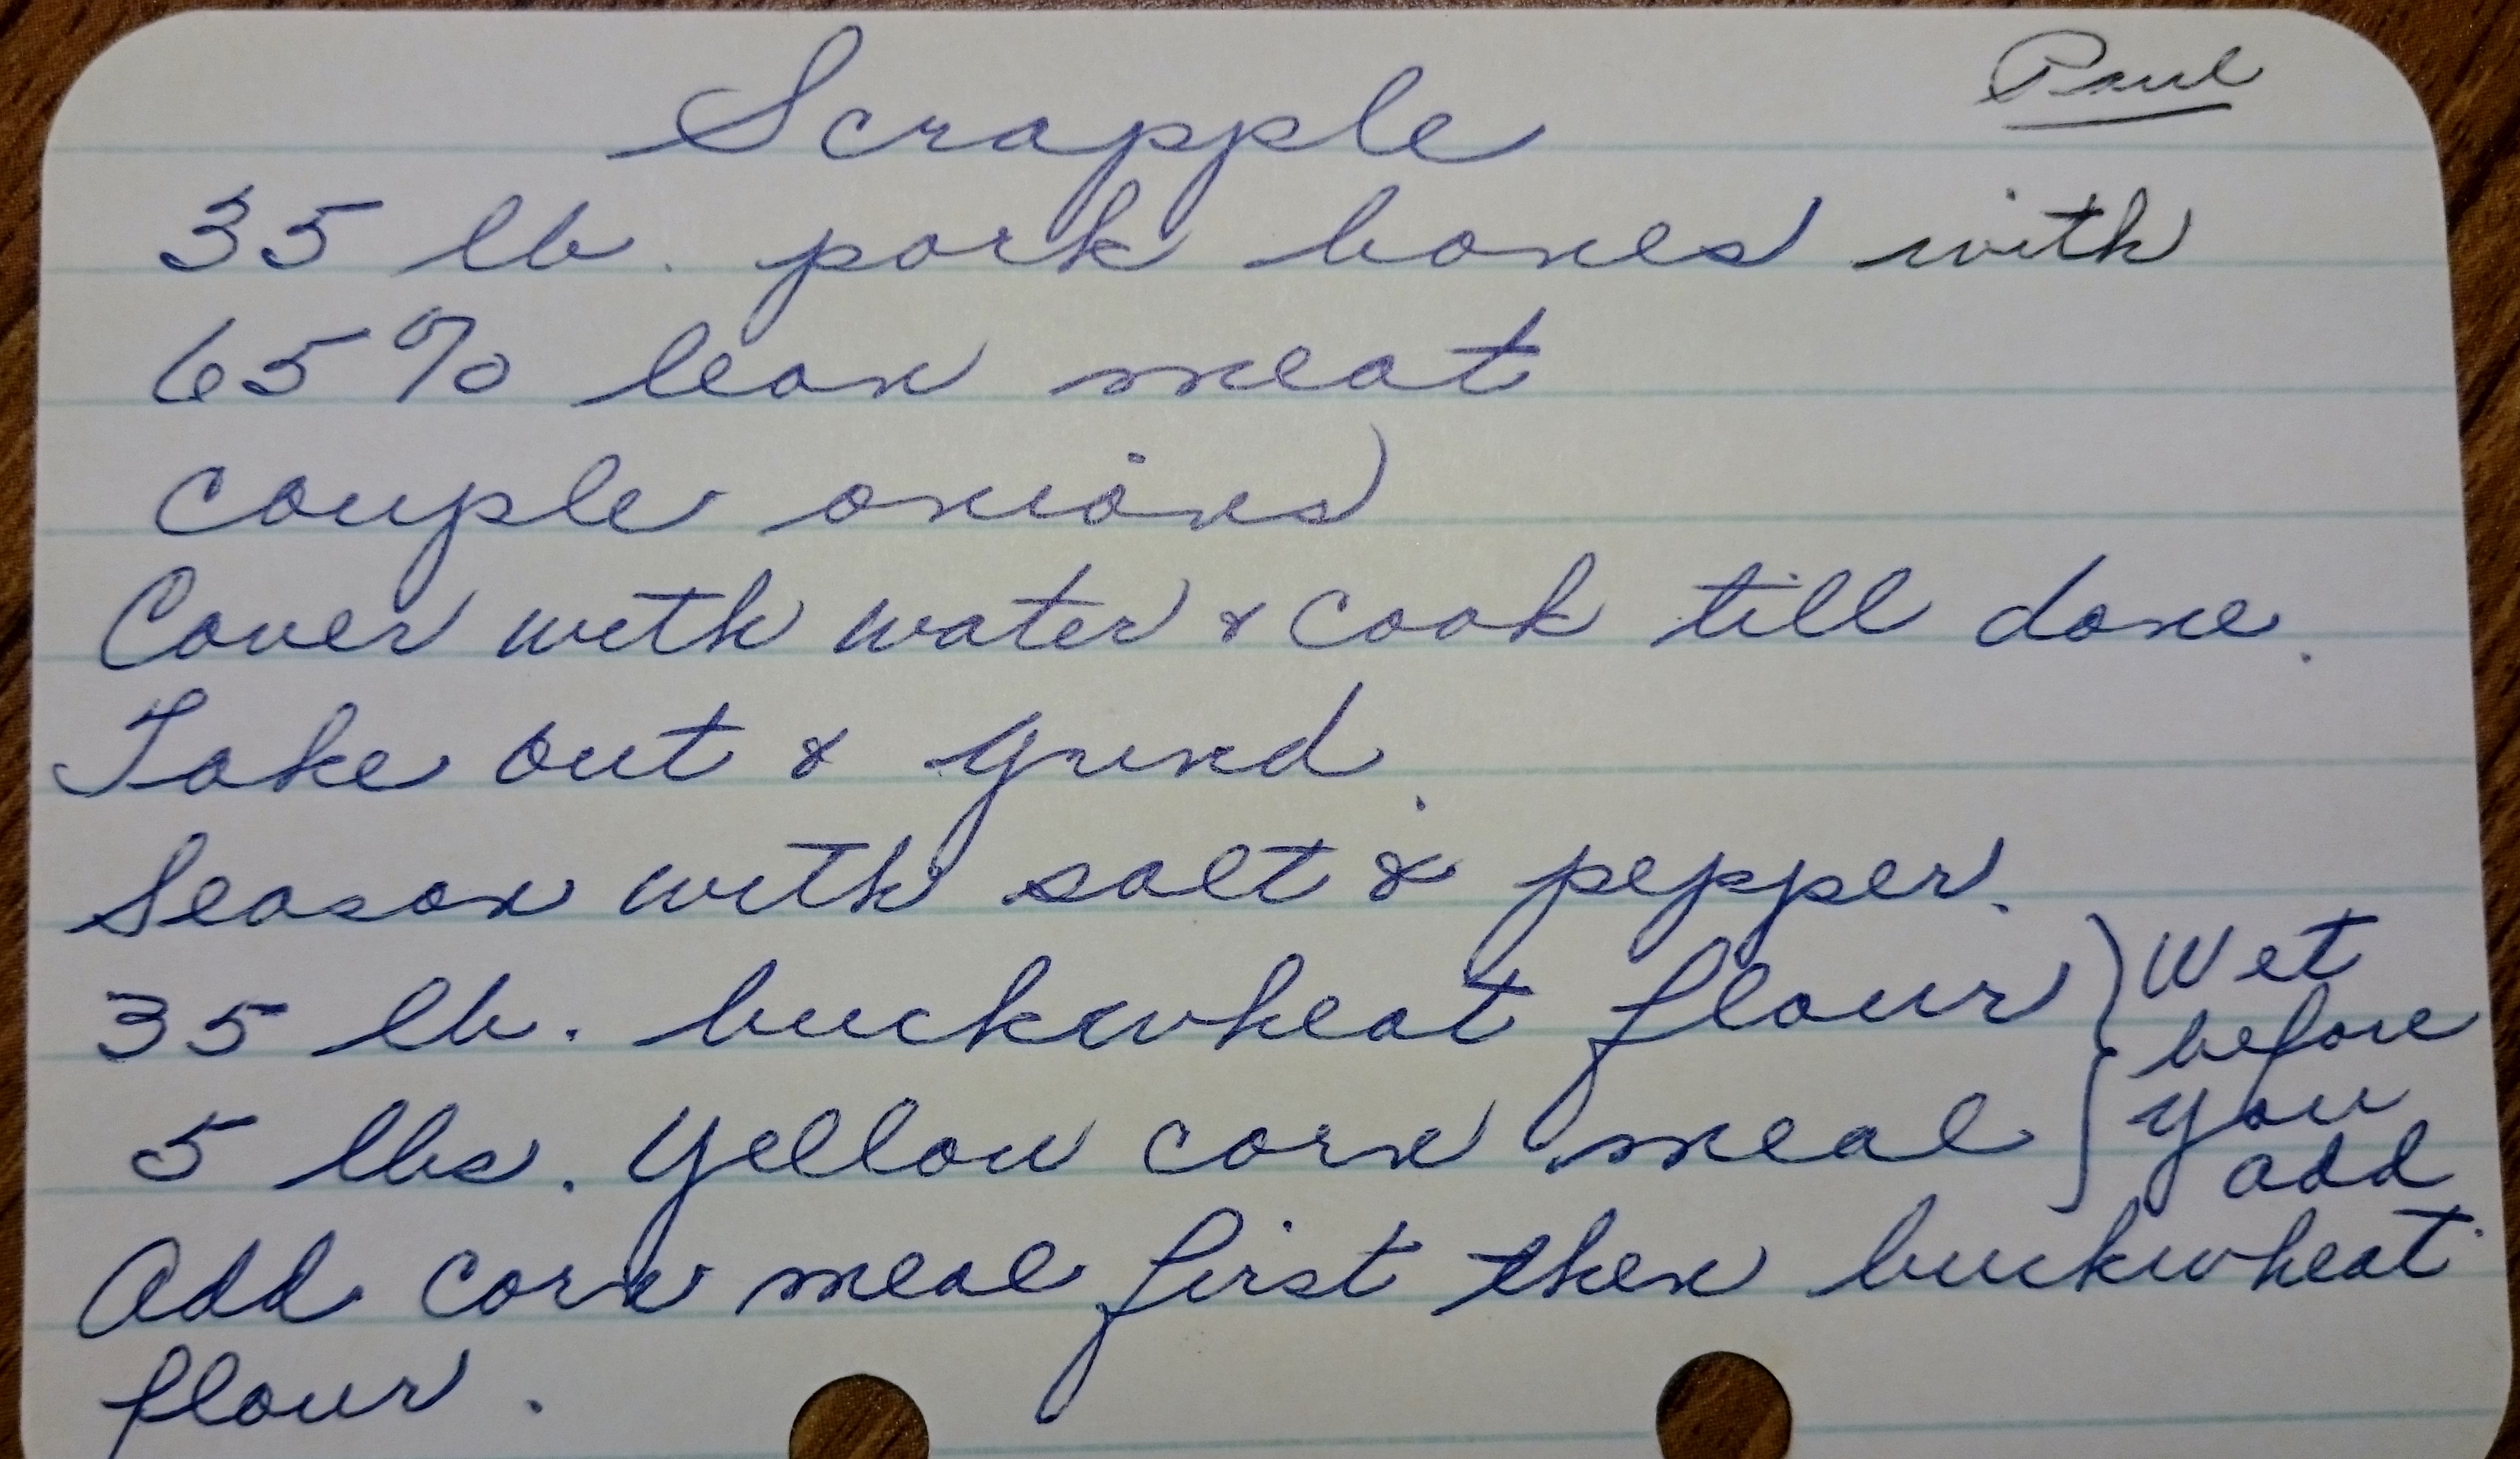 Paul
Scrapple
35 lb. pork bones with
65% lean meat
couple onions
Cover with water & cook till done.
Take out & grind.
Season with salt & pepper.
35 lb. buckwheat flour
5 lbs. yellow corn meal
Wet
before
you
add
Add corn meal first then buckwheat
flour.